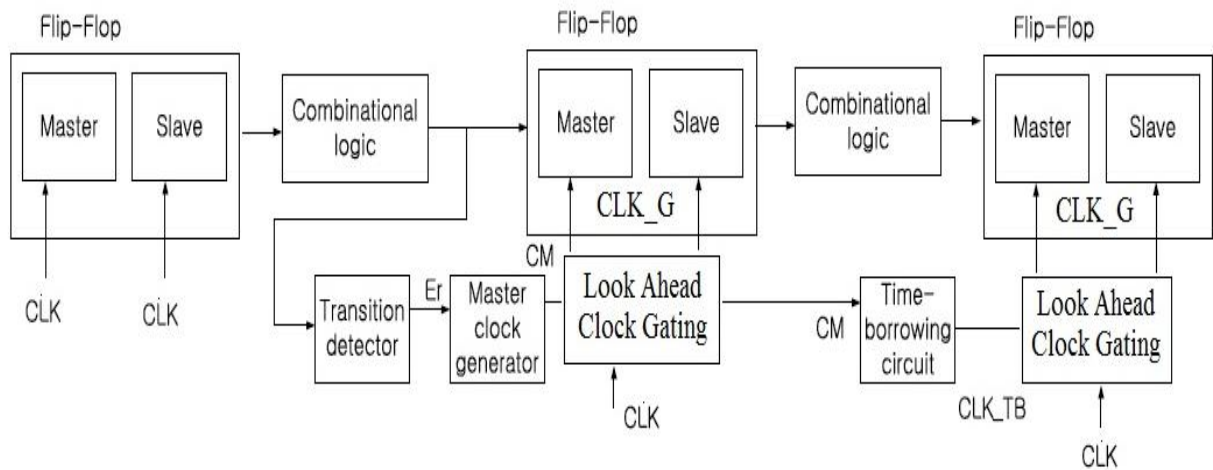 Flip-Flop
Flip-Flop
Flip-Flop
Master
Slave
Combinational
logic
Master
Slave
CLK_G
Combinational
logic
Master
Slave
CLK_G
CLK
CLK
Transition
detector
Er
Master
clock
generator
CM
Look Ahead
Clock Gating
CLK
CM
Time-
borrowing
circuit
CLK_TB
Look Ahead
Clock Gating
CLK